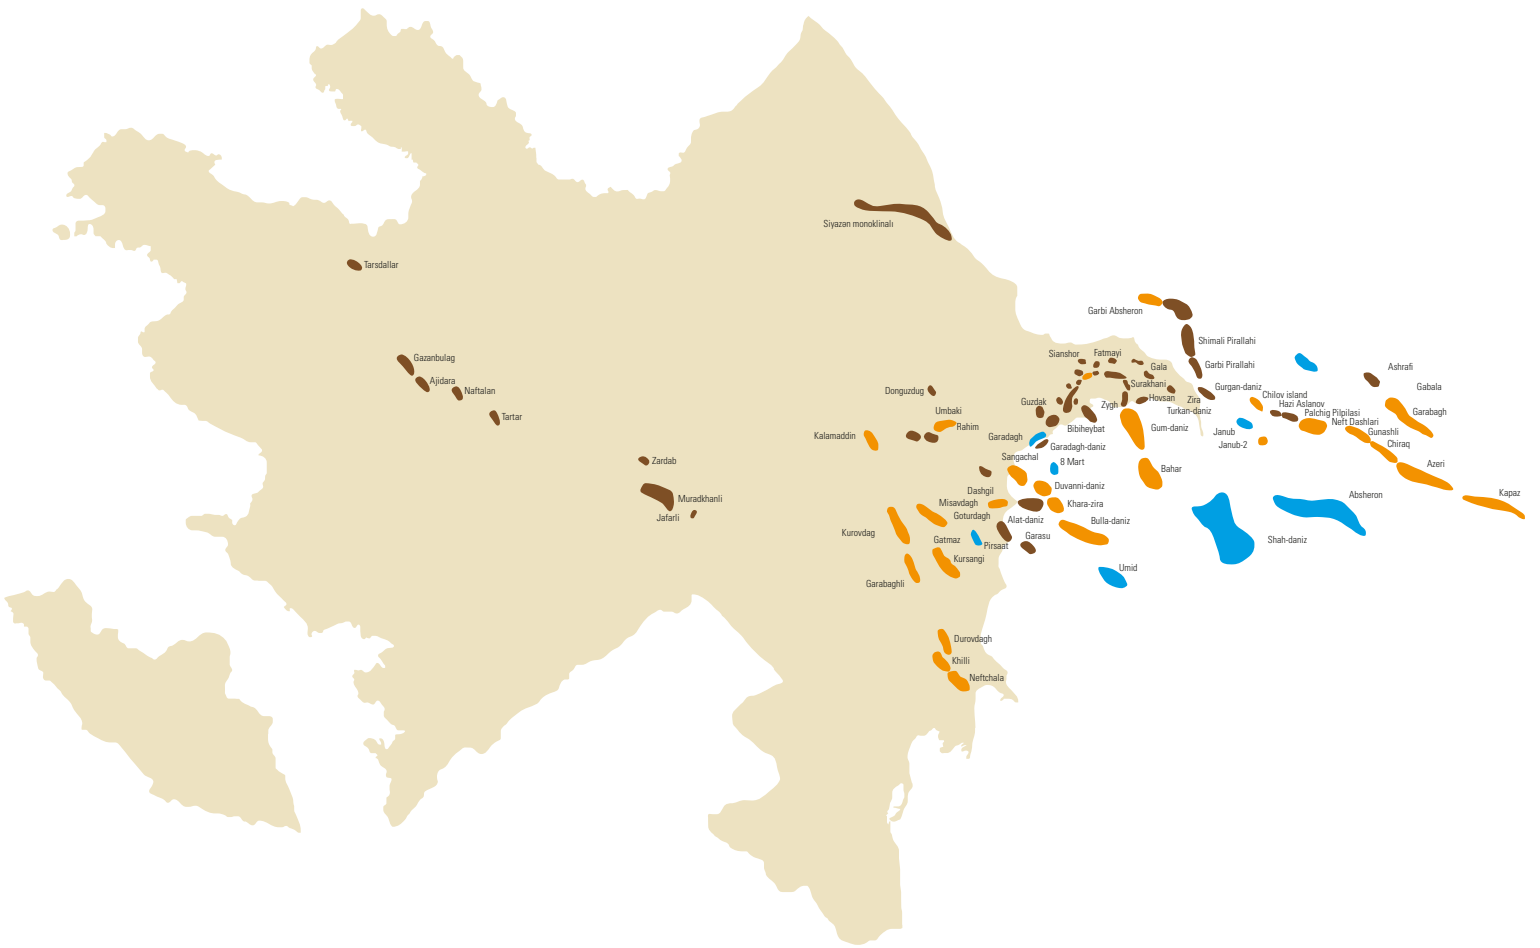 Siyazən monoklinalı
Tarsdallar
Garbi Absheron
Shimali Pirallahi
Sianshor
Fatmayi
Gazanbulag
Gala
Garbi Pirallahi
Ashrafi
Ajidara
Surakhani
Gurgan-daniz
Gabala
Naftalan
Donguzdug
Chilov island
Hovsan
Zira
Guzdak
Zygh
Hazi Aslanov
Umbaki
Turkan-daniz
Palchig Pilpilasi
Garabagh
Tartar
Neft Dashlari
Rahim
Bibiheybat
Gum-daniz
Janub
Gunashli
Kalamaddin
Garadagh
Janub-2
Chiraq
Garadagh-daniz
Sangachal
Zardab
8 Mart
Azeri
Bahar
Duvanni-daniz
Dashgil
Kapaz
Absheron
Muradkhanli
Misavdagh
Khara-zira
Jafarli
Goturdagh
Alat-daniz
Bulla-daniz
Kurovdag
Garasu
Gatmaz
Shah-daniz
Pirsaat
Kursangi
Umid
Garabaghli
Durovdagh
Khilli
Neftchala